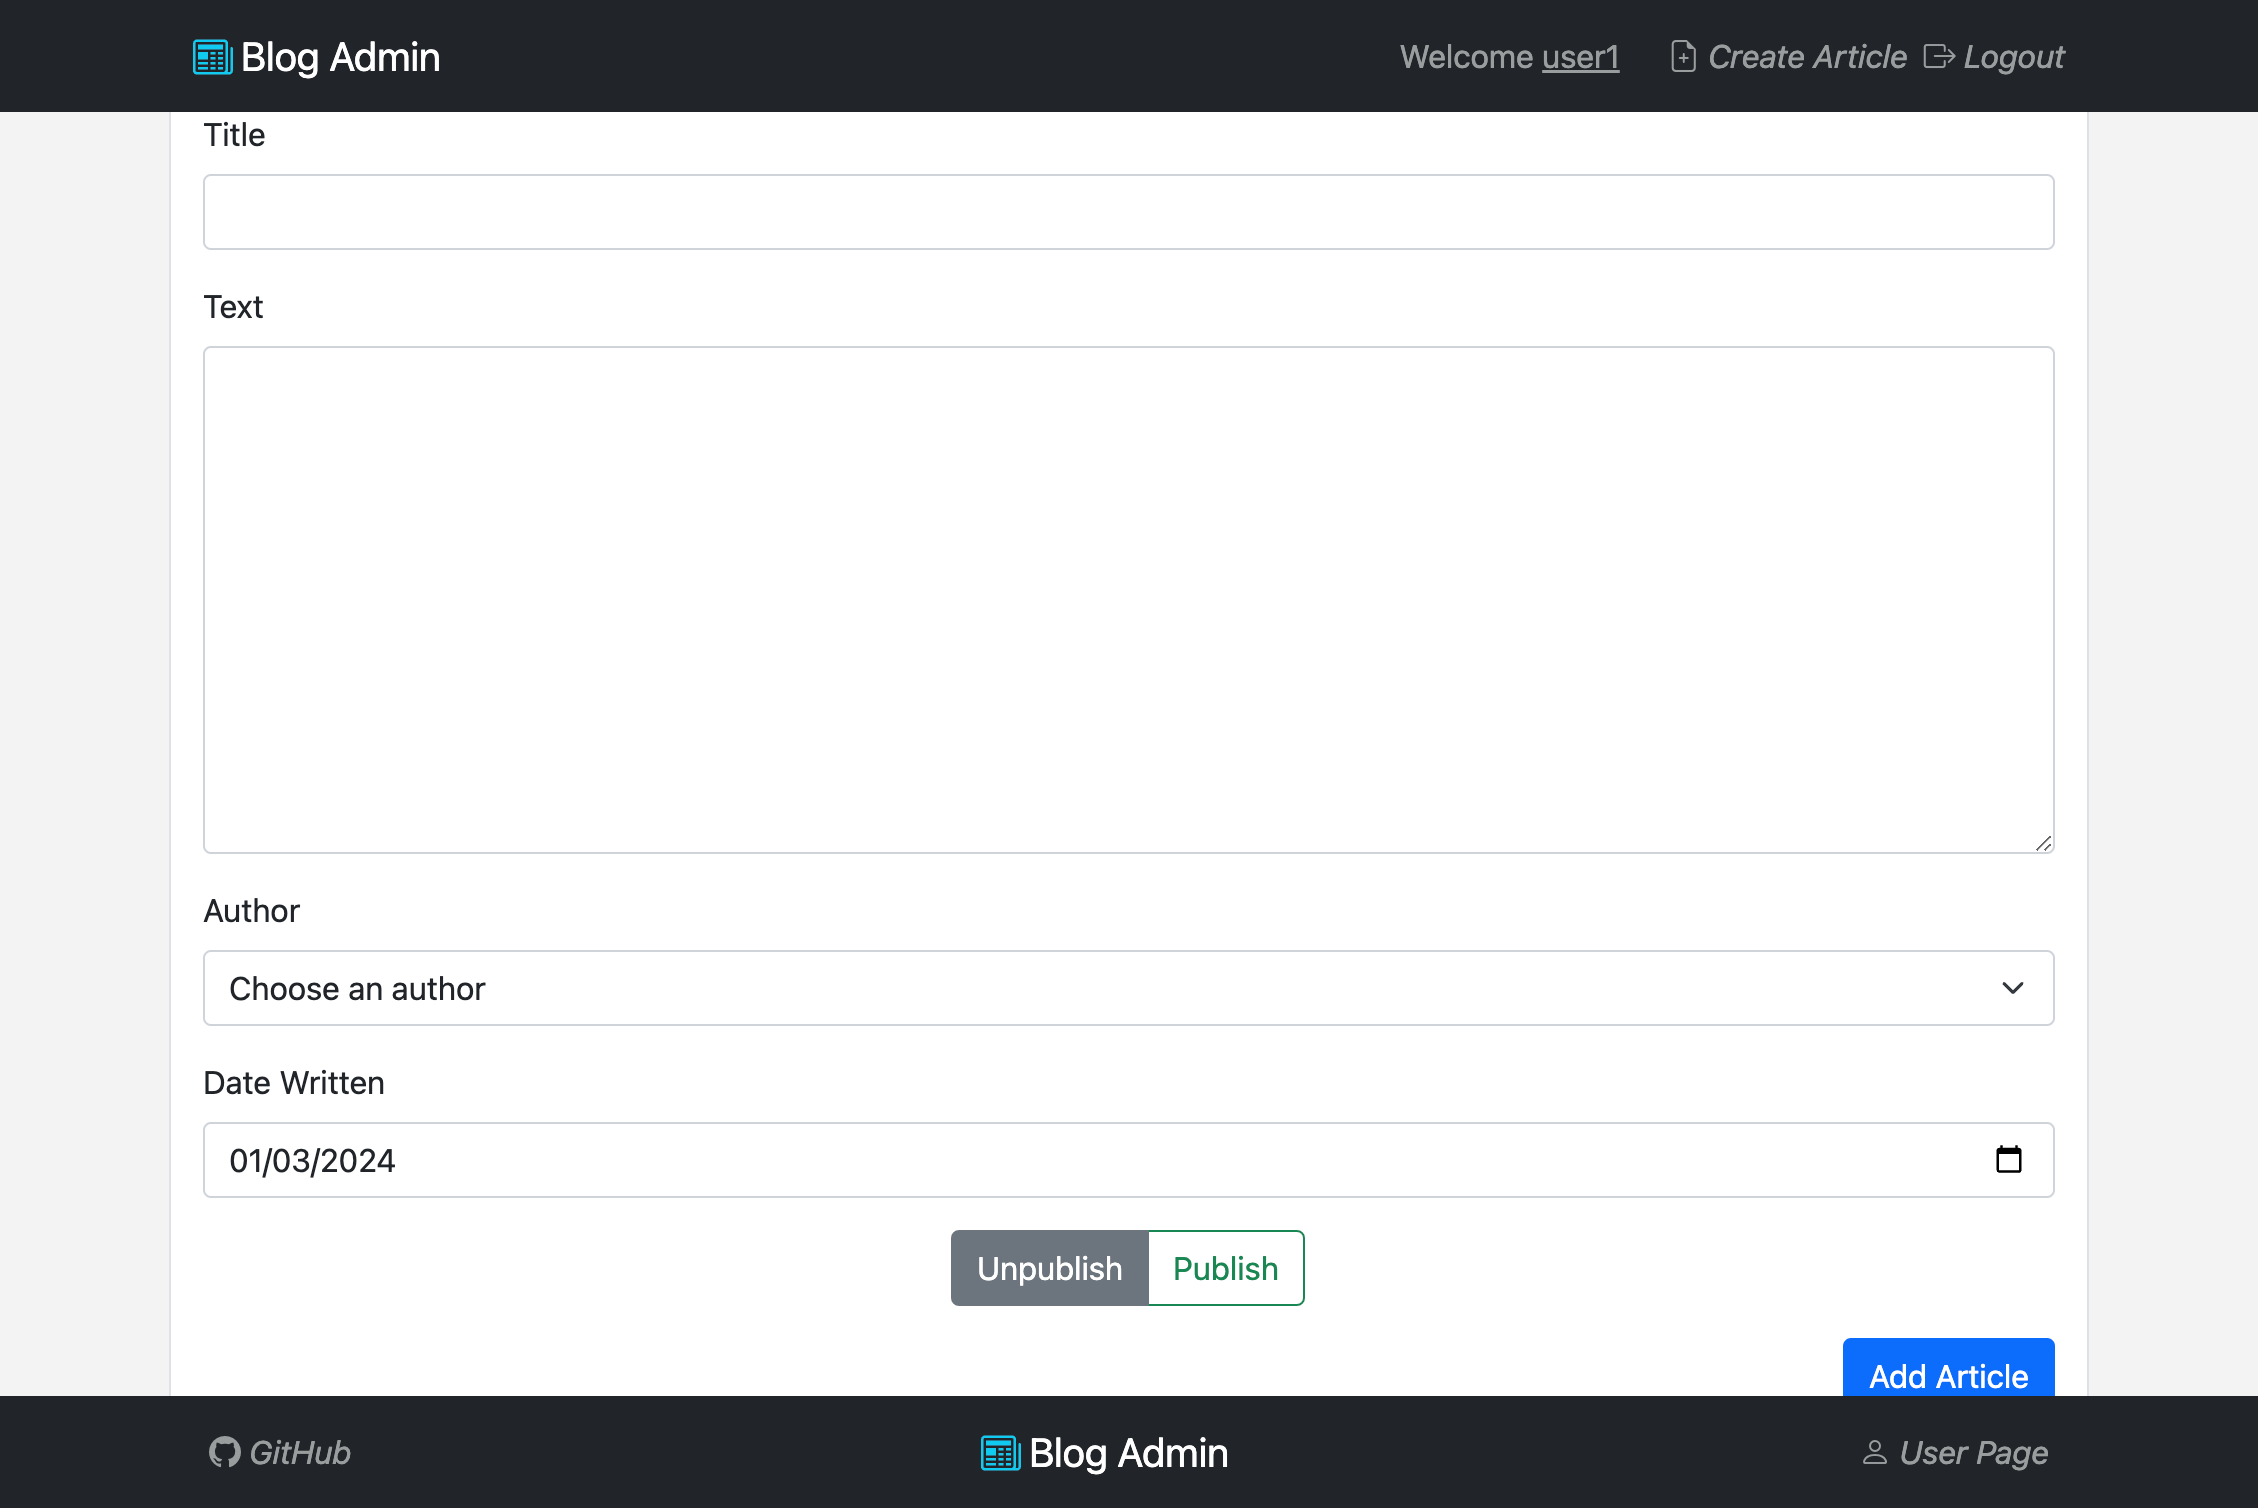 Blog Admin
Welcome user1 Create Article Logout
Title
Text
Author
Choose an author
Date Written
01/03/2024
Unpublish Publish
Add Article
GitHub
Blog Admin
User Page